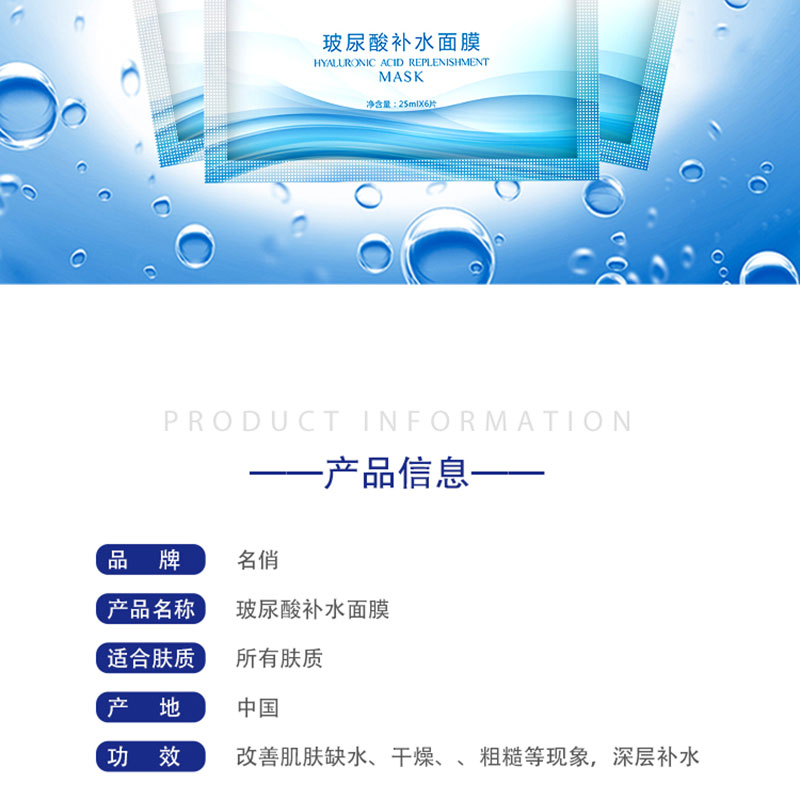 玻尿酸补水面膜
HYALURONIC ACID REPLENISHMENT
MASK
净含量：25mlX6片
PRODUCT INFORMATION
——产品信息——
品 牌 名俏
产品名称 玻尿酸补水面膜
适合肤质 所有肤质
产 地 中国
功 效 改善肌肤缺水、干燥、、粗糙等现象，深层补水